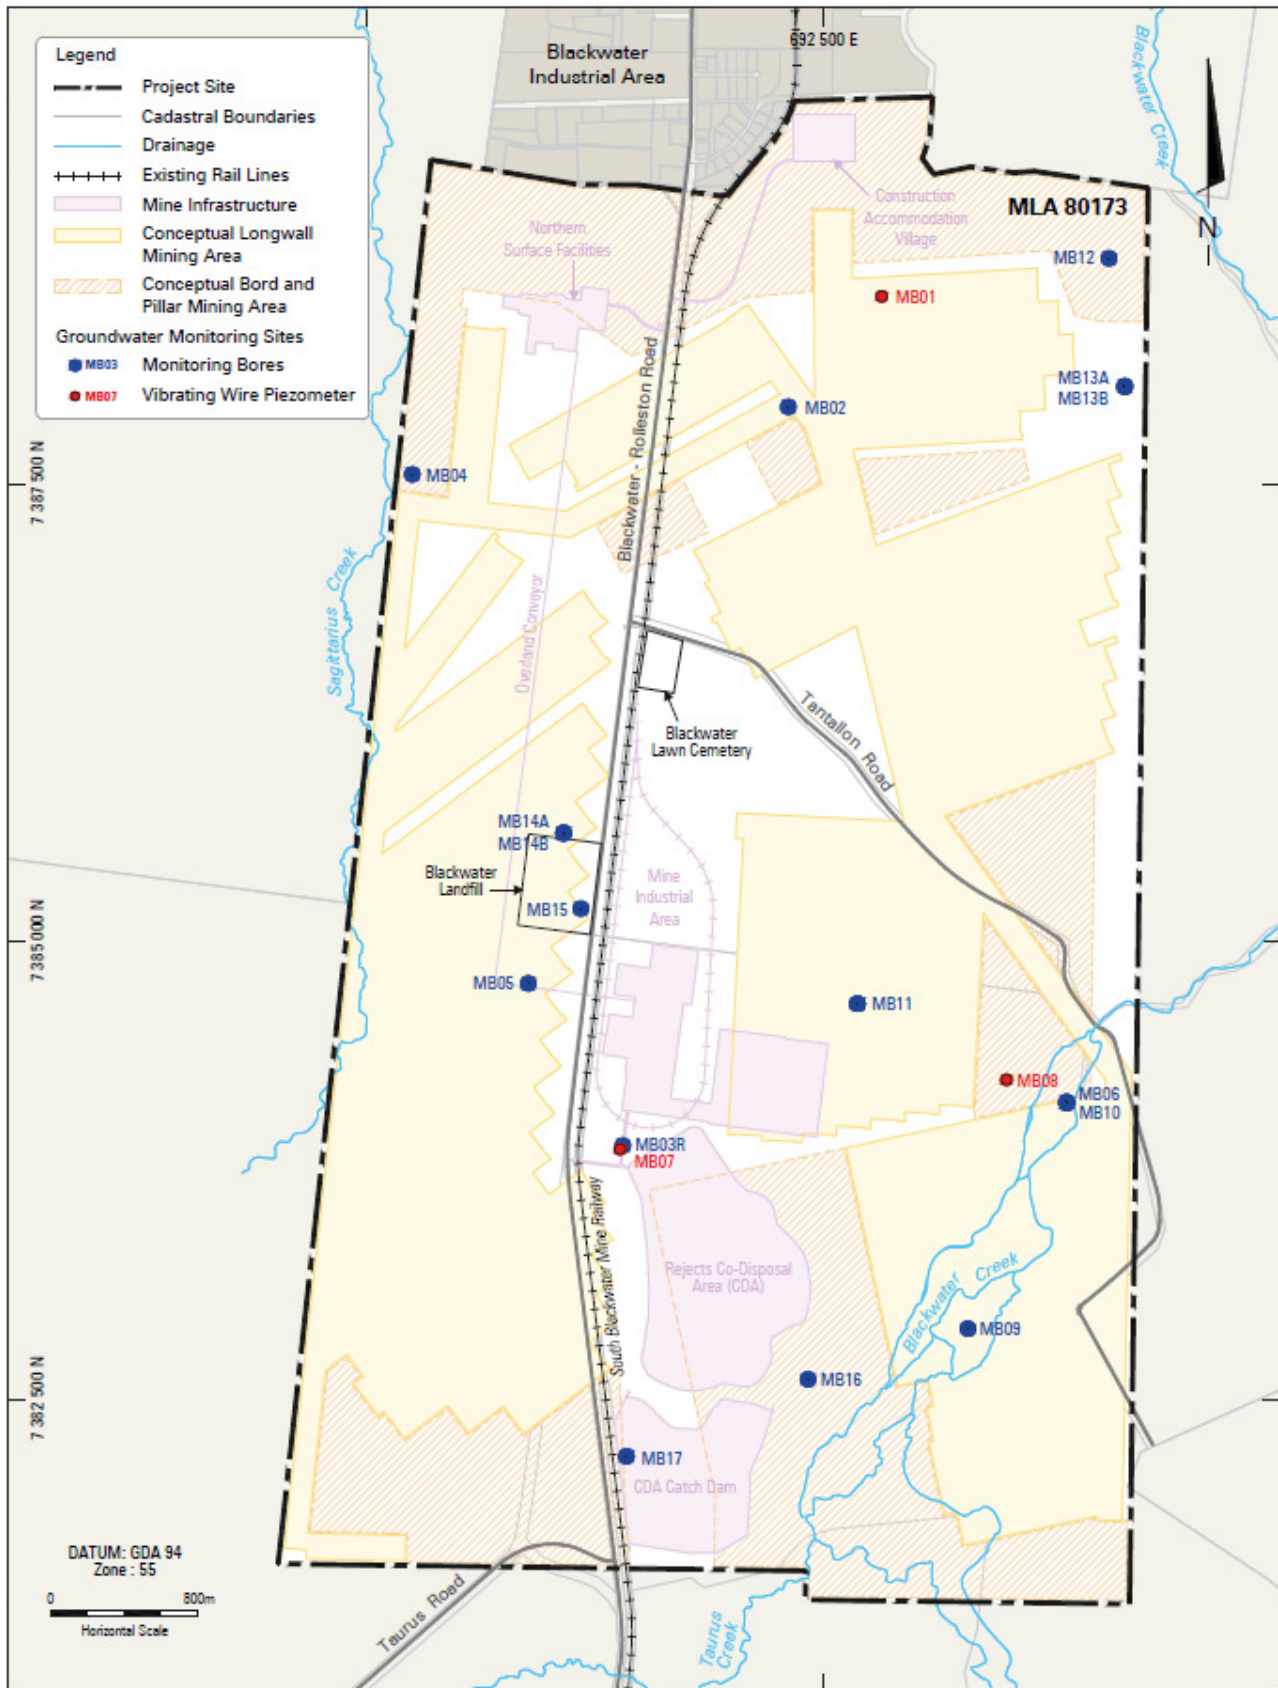 Blackwater
Industrial Area
692 500 E
Blackwater Creek
Legend
Project Site
Cadastral Boundaries
Drainage
Existing Rail Lines
Mine Infrastructure
Conceptual Longwall
Mining Area
Conceptual Bord and
Pillar Mining Area
Groundwater Monitoring Sites
MB03 Monitoring Bores
MB07 Vibrating Wire Piezometer
N
MLA 80173
Construction
Accommodation
Village
Northern
Surface Facilities
MB12
MB01
MB13A
MB13B
MB02
MB04
7 387 500 N
Blackwater - Rolleston Road
Sagittarius Creek
Overland Conveyor
Blackwater
Lawn Cemetery
Tantallon Road
MB14A
MB14B
Blackwater
Landfill
MB15
Mine
Industrial
Area
7 385 000 N
MB05
MB11
MB08
MB06
MB10
MB03R
MB07
South Blackwater Mine Railway
Rejects Co-Disposal
Area (CDA)
Blackwater Creek
MB09
MB16
7 382 500 N
MB17
CDA Catch Dam
DATUM: GDA 94
Zone : 55
0 800m
Horizontal Scale
Taurus Road
Taurus
Creek